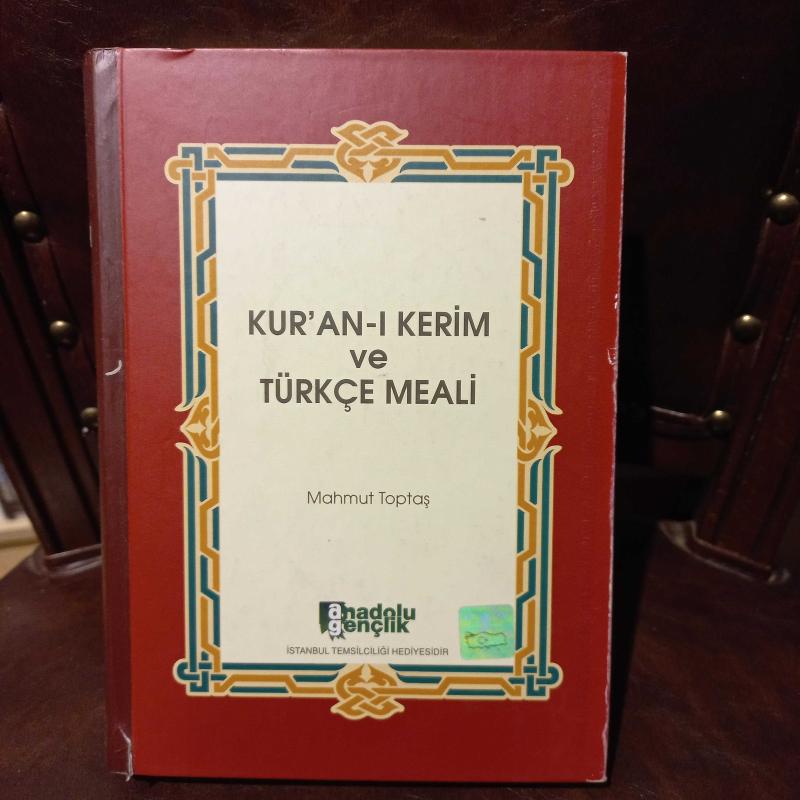 KUR'AN-I KERİM
ve
TÜRKÇE MEALİ
Mahmut Toptaş
anadolu
gençlik
İSTANBUL TEMSİLCİLİĞİ HEDİYESİDİR